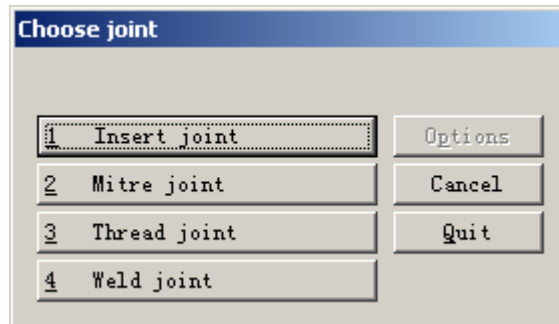 Choose joint
1 Insert joint
Options
2 Mitre joint
Cancel
3 Thread joint
Quit
4 Weld joint